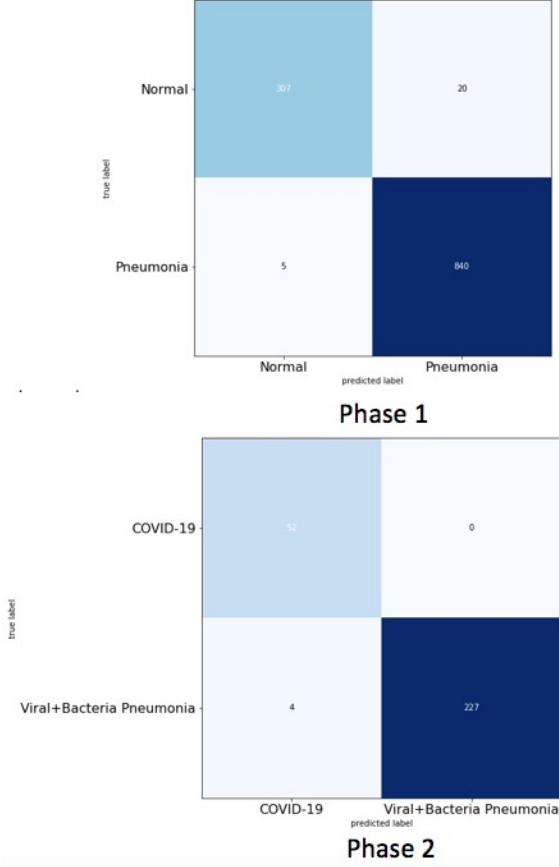 Normal
307
20
true label
Pneumonia
5
840
Normal
Pneumonia
predicted label
Phase 1
COVID-19
52
0
true label
Viral+Bacteria Pneumonia
4
227
COVID-19
Viral+Bacteria Pneumonia
predicted label
Phase 2